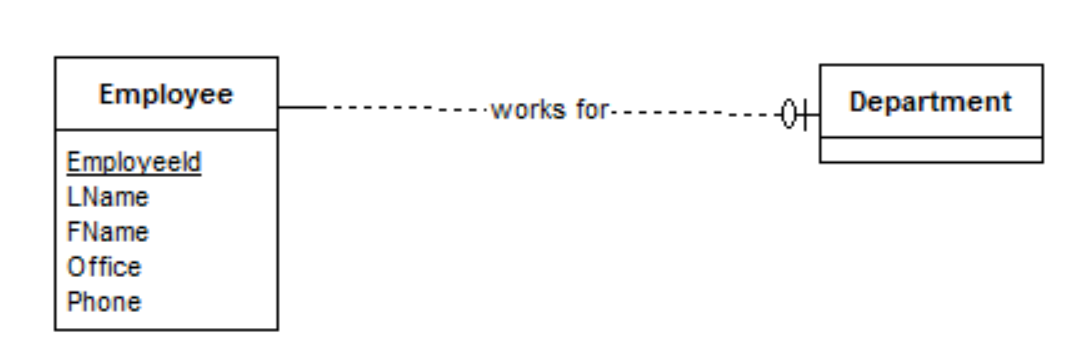 Employee
EmployeeId
LName
FName
Office
Phone
works for
Department